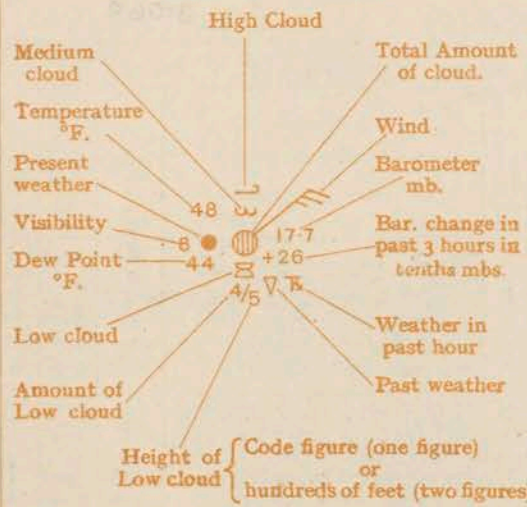 High Cloud
Medium
cloud
Total Amount
of cloud.
Temperature
°F.
Wind
Present
weather
Barometer
mb.
48
Visibility
8
17·7
Bar. change in
past 3 hours in
tenths mbs.
+26
Dew Point
°F.
44
4/5
Low cloud
Weather in
past hour
Amount of
Low cloud
Past weather
Height of
Low cloud
Code figure (one figure)
or
hundreds of feet (two figures